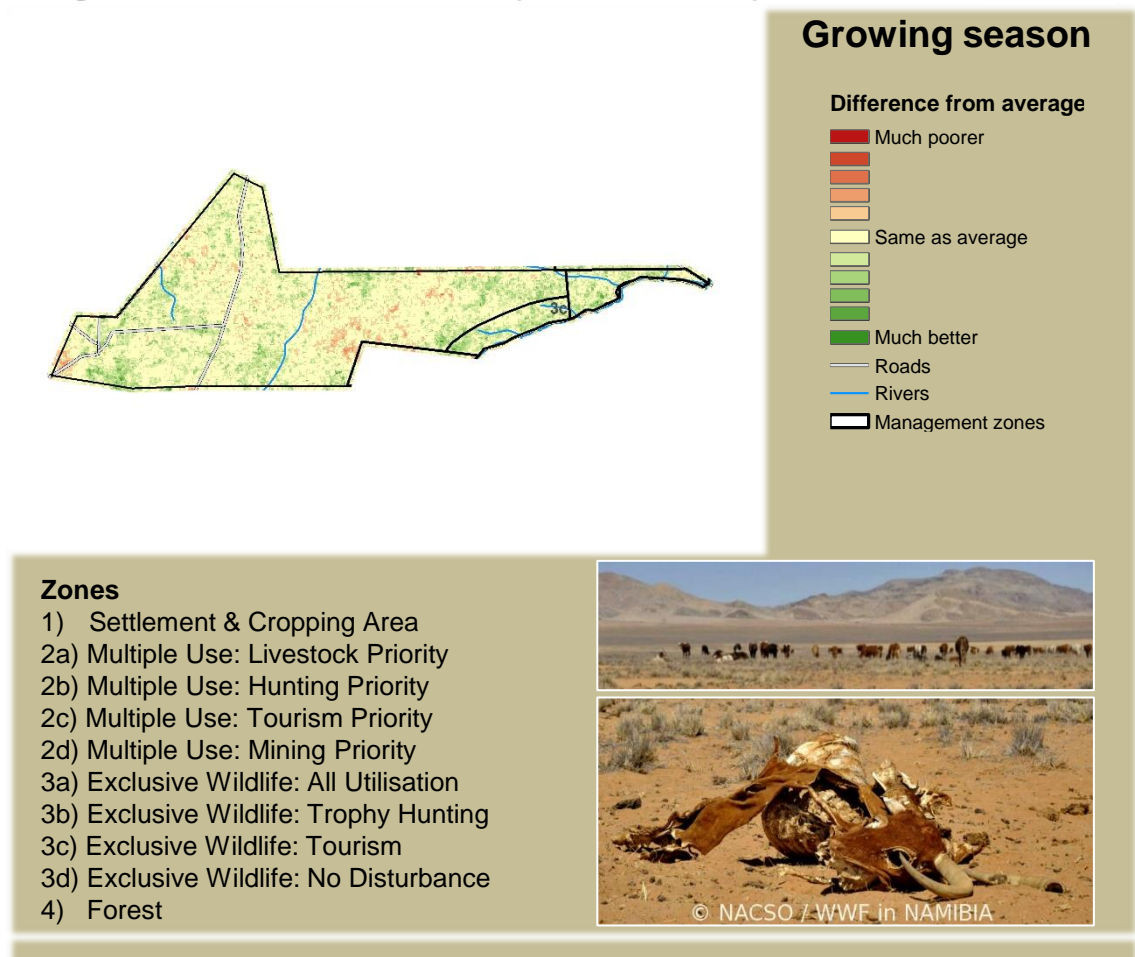 Growing season
Difference from average
Much poorer
Same as average
Much better
Roads
Rivers
Management zones
3c
Zones
1) Settlement & Cropping Area
2a) Multiple Use: Livestock Priority
2b) Multiple Use: Hunting Priority
2c) Multiple Use: Tourism Priority
2d) Multiple Use: Mining Priority
3a) Exclusive Wildlife: All Utilisation
3b) Exclusive Wildlife: Trophy Hunting
3c) Exclusive Wildlife: Tourism
3d) Exclusive Wildlife: No Disturbance
4) Forest
© NACSO / WWF in NAMIBIA